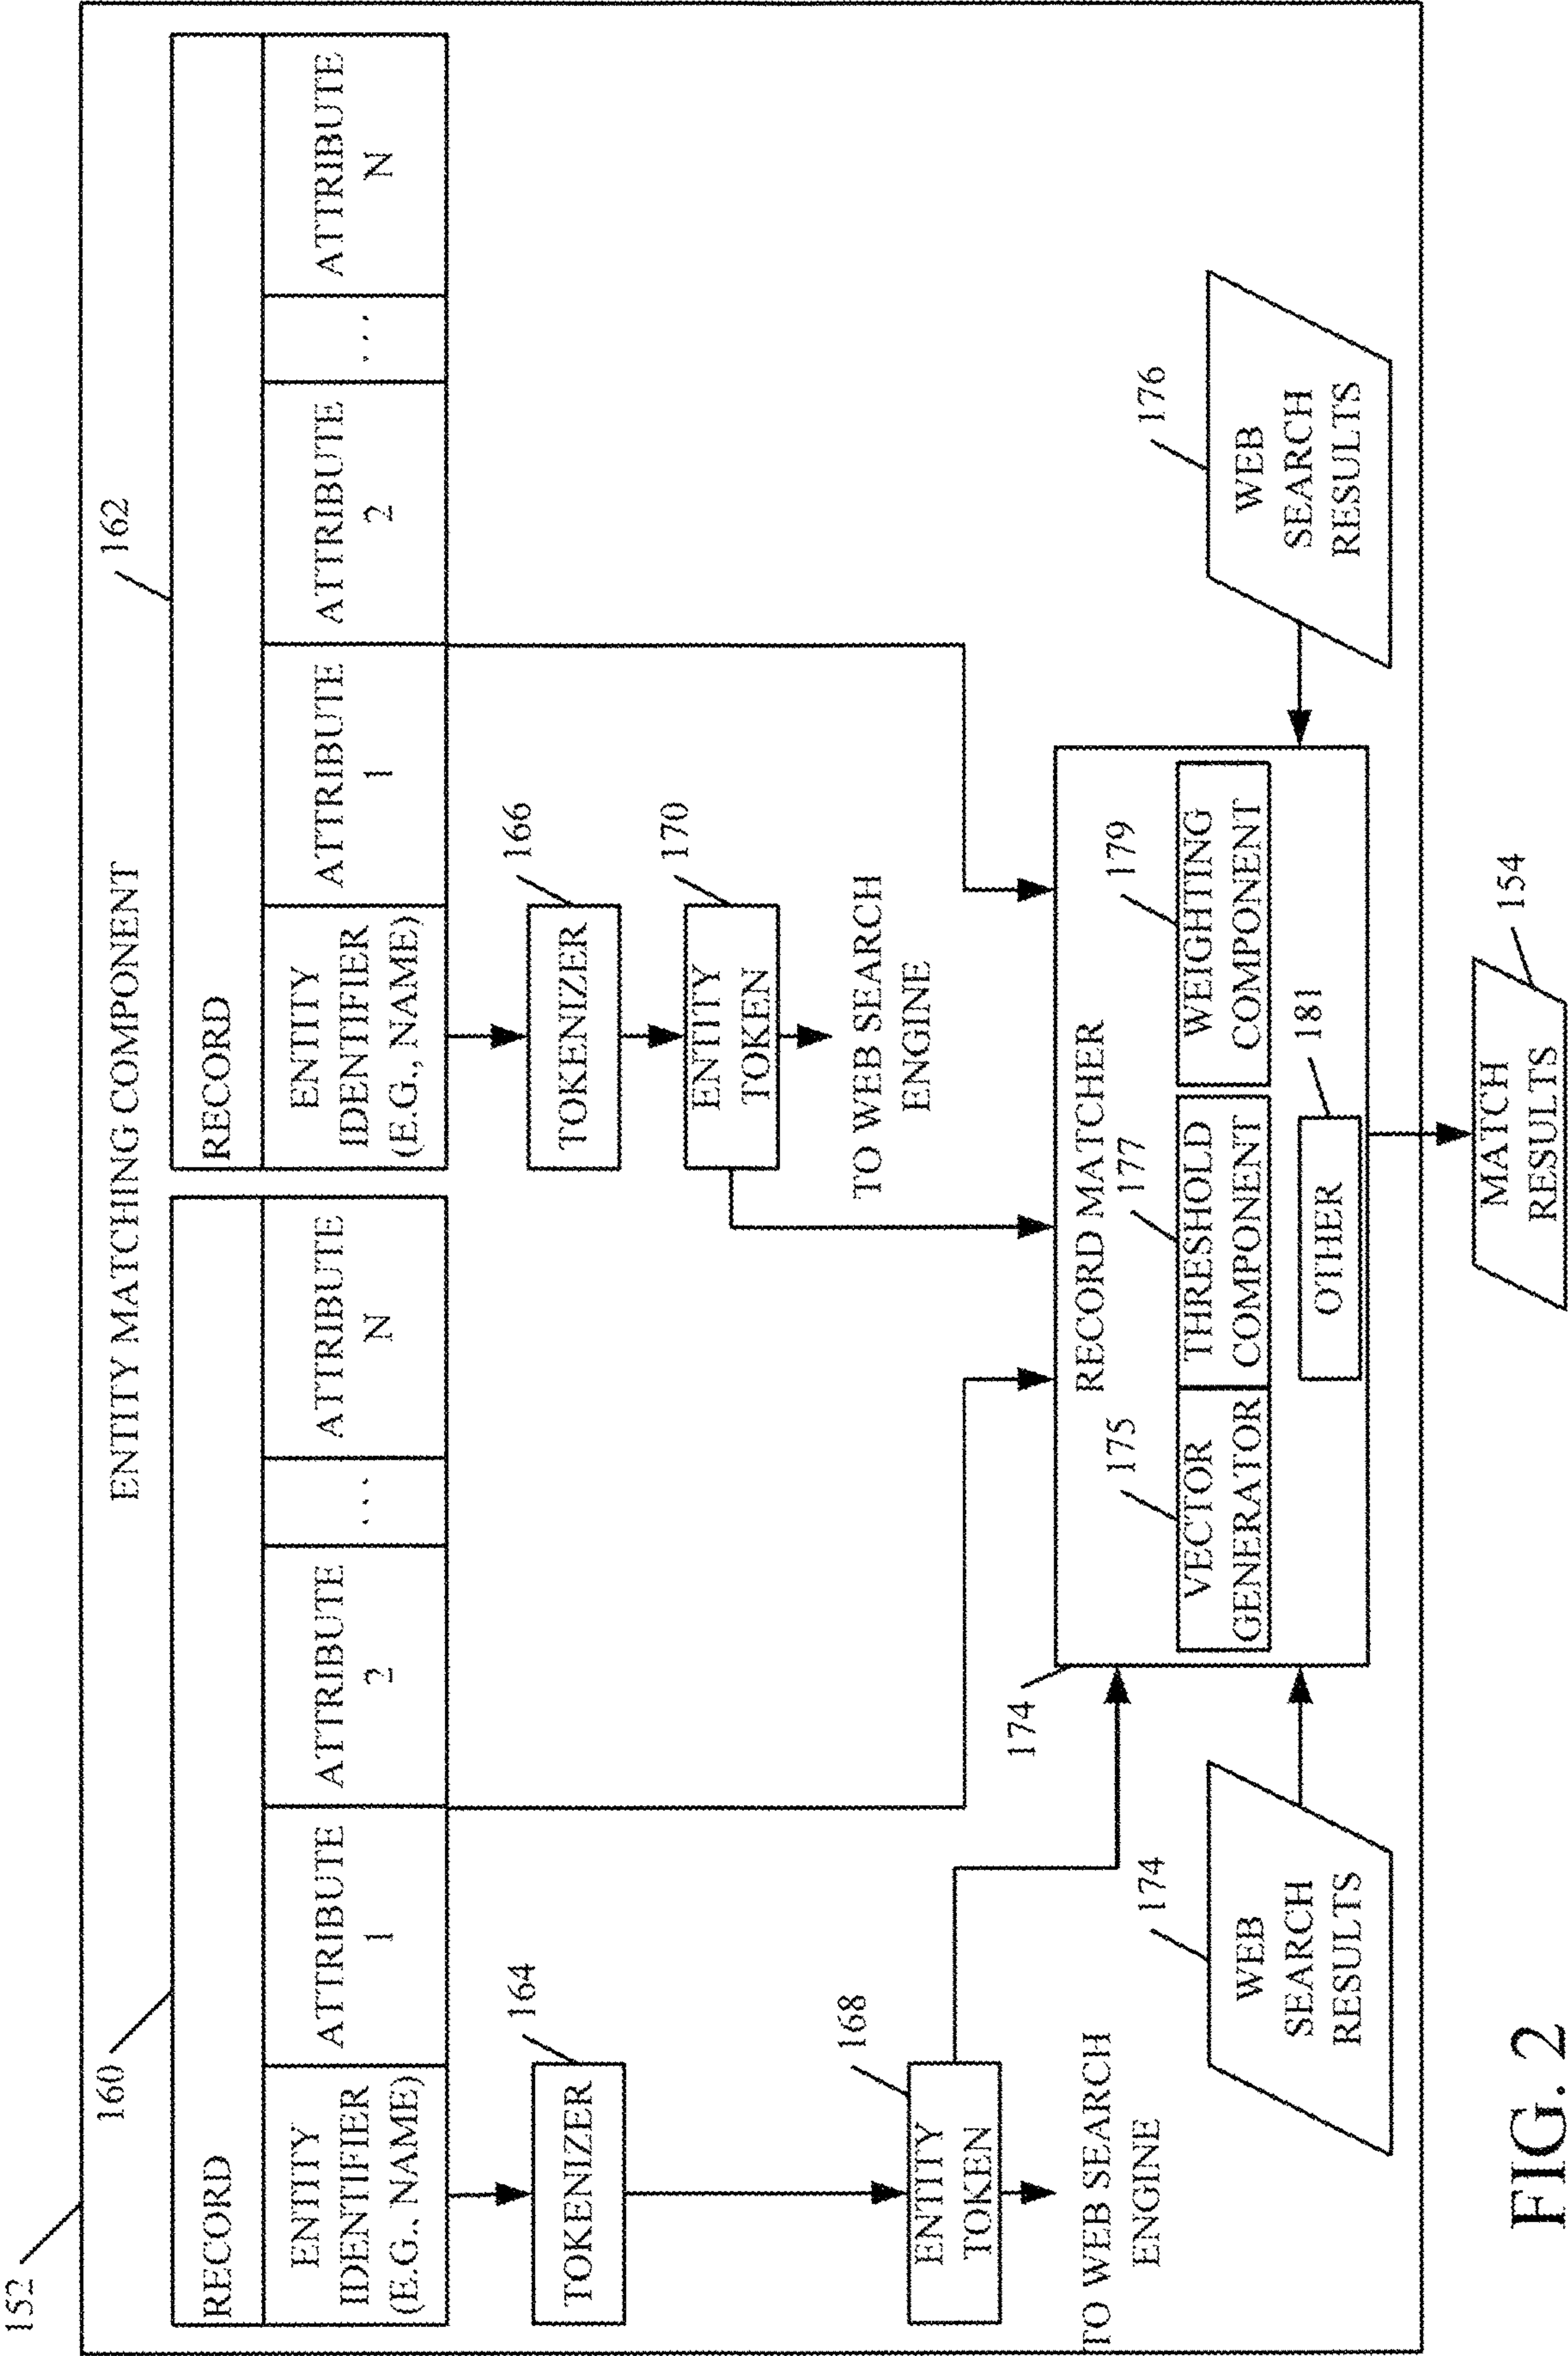 152
160
162
ENTITY MATCHING COMPONENT
RECORD
ENTITY
IDENTIFIER
(E.G., NAME)
ATTRIBUTE
1
ATTRIBUTE
2
...
ATTRIBUTE
N
RECORD
ENTITY
IDENTIFIER
(E.G., NAME)
ATTRIBUTE
1
ATTRIBUTE
2
...
ATTRIBUTE
N
TOKENIZER
164
TOKENIZER
166
ENTITY
TOKEN
168
ENTITY
TOKEN
170
TO WEB SEARCH
ENGINE
TO WEB SEARCH
ENGINE
174
RECORD MATCHER
175
177
179
VECTOR
GENERATOR
THRESHOLD
COMPONENT
WEIGHTING
COMPONENT
181
OTHER
174
WEB
SEARCH
RESULTS
176
WEB
SEARCH
RESULTS
154
MATCH
RESULTS
FIG. 2